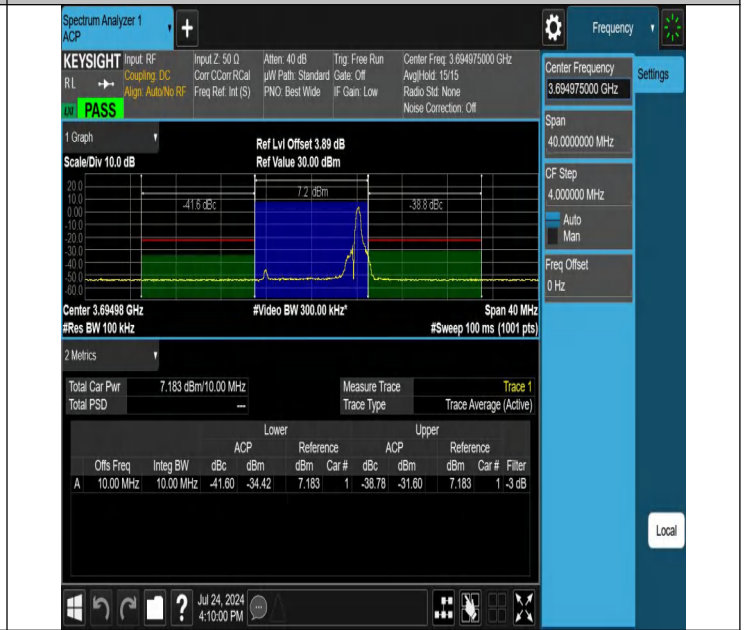 Spectrum Analyzer 1
ACP
+
Frequency
KEYSIGHT Input: RF Input Z: 50 Ω Atten: 40 dB Trig: Free Run Center Freq: 3.694975000 GHz
RL Coupling: DC Corr CCorr RCal µW Path: Standard Gate: Off Avg|Hold: 15/15
Align: Auto/No RF Freq Ref: Int (S) PNO: Best Wide IF Gain: Low Radio Std: None
PASS Noise Correction: Off
Center Frequency
3.694975000 GHz
Settings
Span
40.0000000 MHz
CF Step
4.000000 MHz
Auto
Man
Freq Offset
0 Hz
1 Graph
Ref Lvl Offset 3.89 dB
Scale/Div 10.0 dB Ref Value 30.00 dBm
20.0
10.0
0.00
-10.0
-20.0
-30.0
-40.0
-50.0
-60.0
-41.6 dBc 7.2 dBm -38.8 dBc
Center 3.69498 GHz #Video BW 300.00 kHz* Span 40 MHz
#Res BW 100 kHz #Sweep 100 ms (1001 pts)
2 Metrics
Total Car Pwr 7.183 dBm/10.00 MHz Measure Trace Trace 1
Total PSD --- Trace Type Trace Average (Active)
Lower Upper
ACP Reference ACP Reference
Offs Freq Integ BW dBc dBm dBm Car # dBc dBm dBm Car # Filter
A 10.00 MHz 10.00 MHz -41.60 -34.42 7.183 1 -38.78 -31.60 7.183 1 -3 dB
Local
? Jul 24, 2024
4:10:00 PM